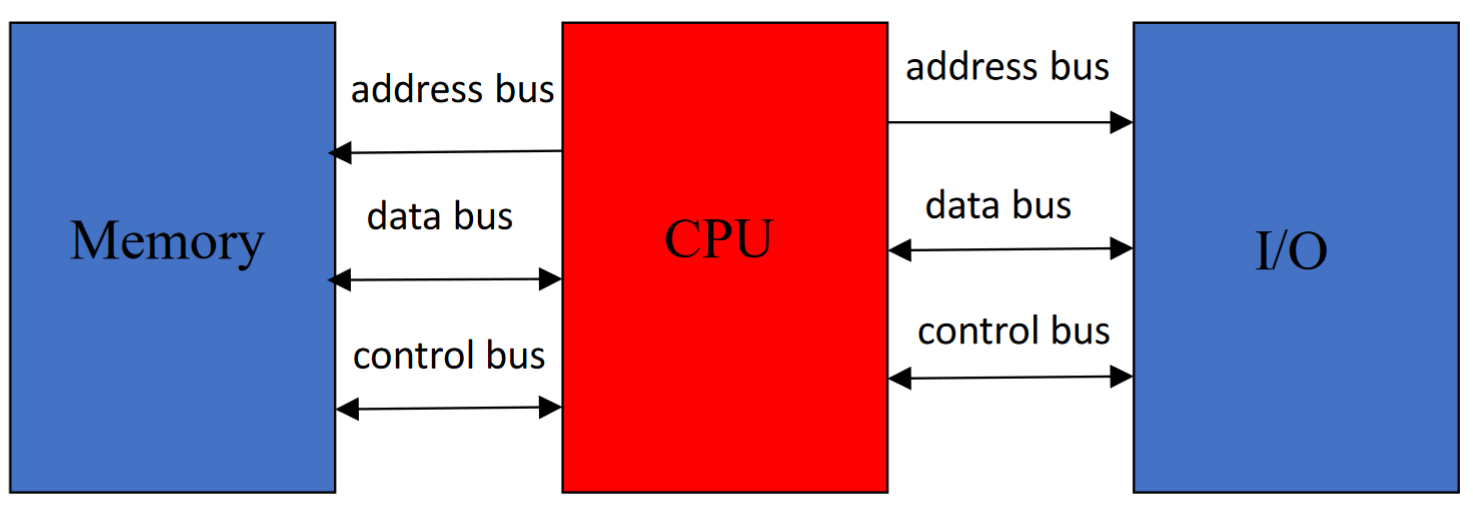 Memory
address bus
data bus
control bus
CPU
address bus
data bus
control bus
I/O